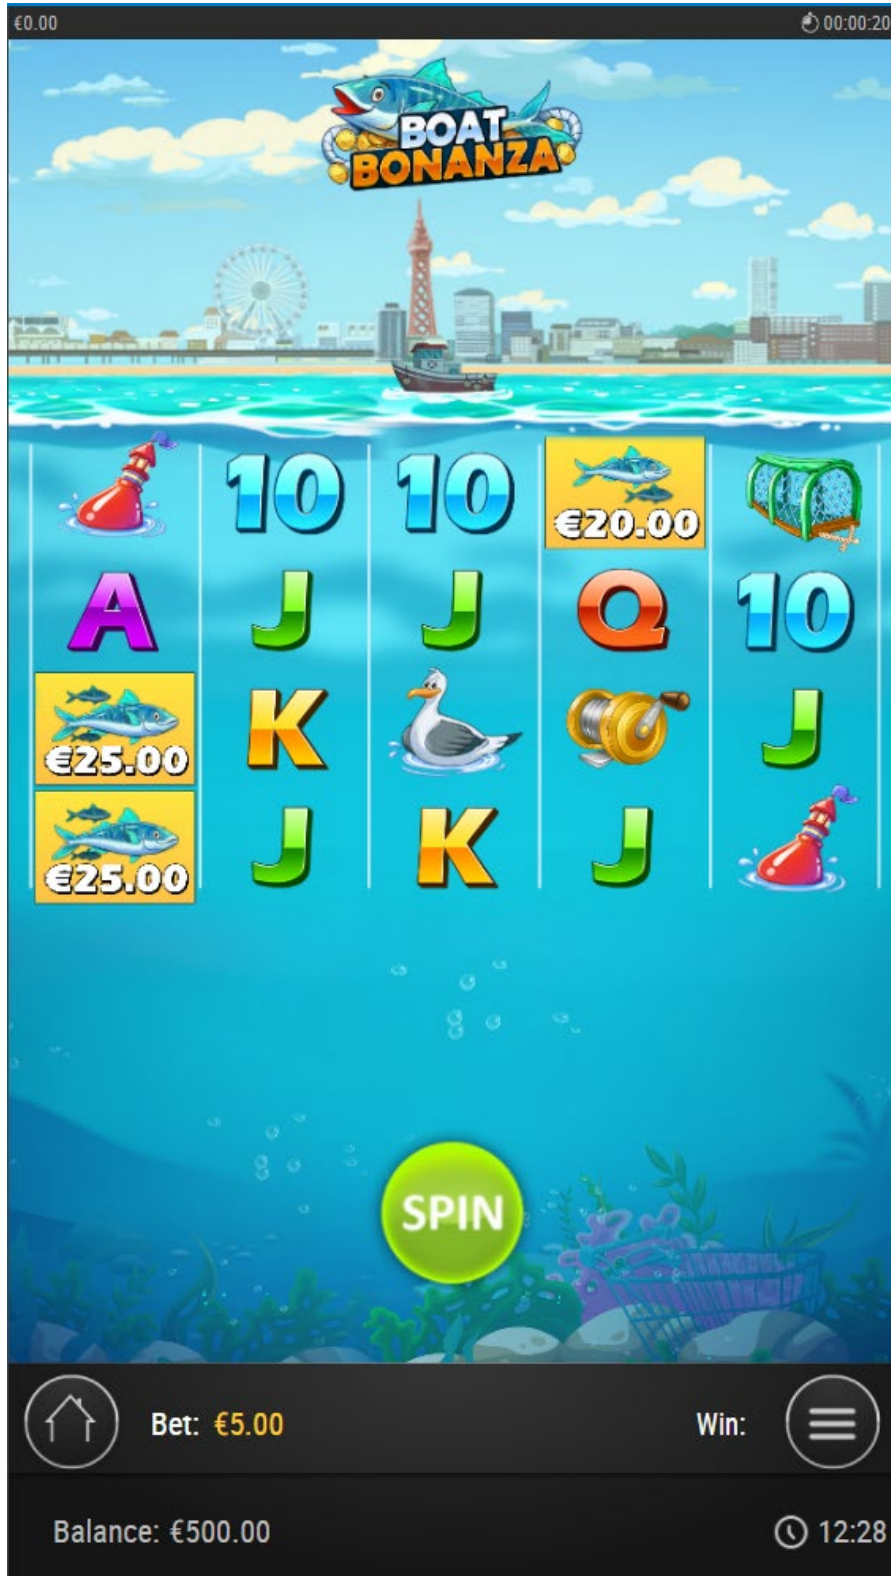 €0.00 00:00:20
BOAT
BONANZA
10 10 €20.00
A J J Q 10
€25.00 K J
€25.00 J K J
SPIN
Bet: €5.00 Win:
Balance: €500.00 12:28